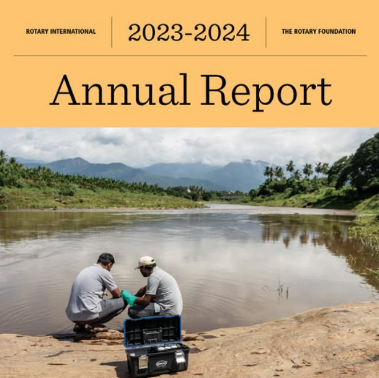 ROTARY INTERNATIONAL
2023-2024
THE ROTARY FOUNDATION
Annual Report